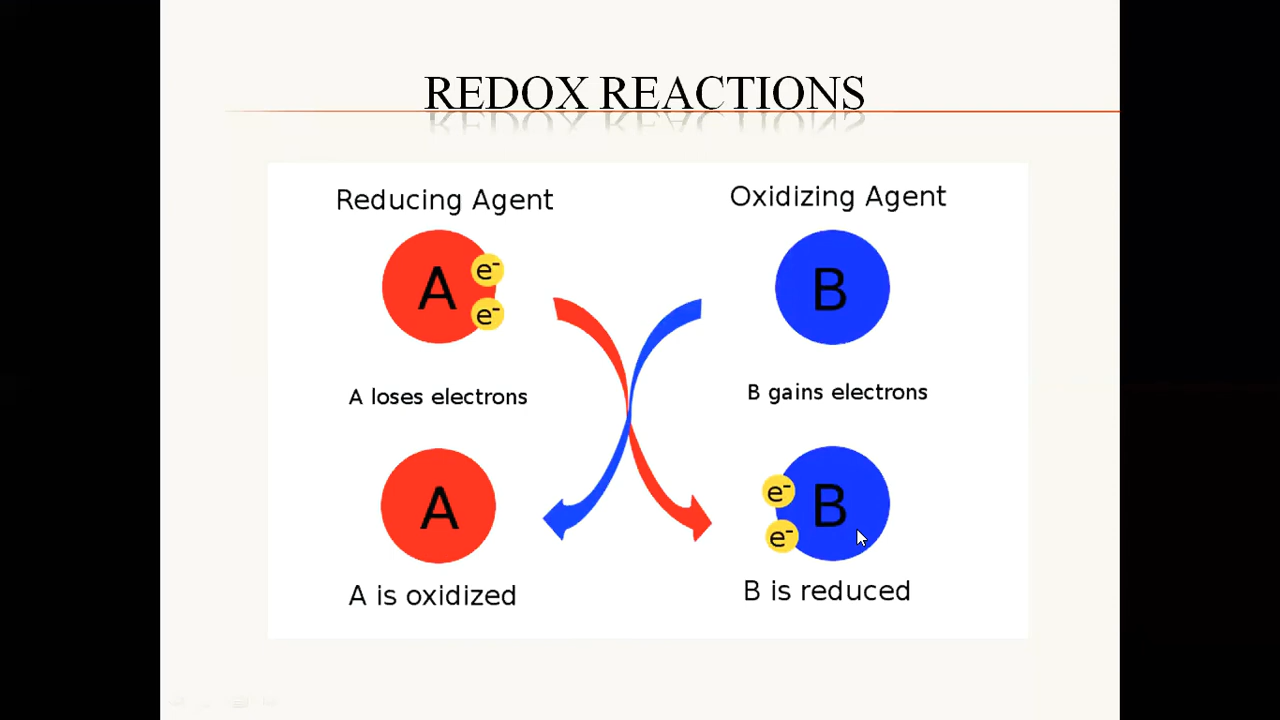 REDOX REACTIONS
Reducing Agent
Oxidizing Agent
A
e-
e-
B
A loses electrons
B gains electrons
A
e-
e-
B
A is oxidized
B is reduced